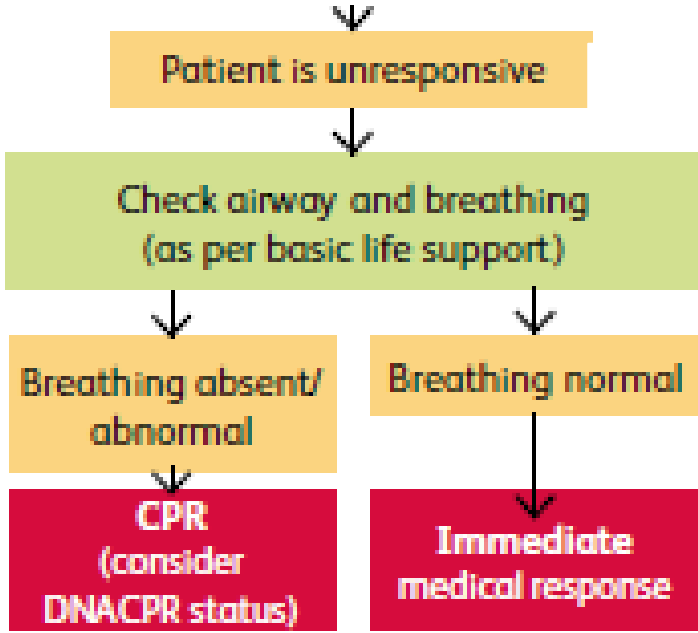 Patient is unresponsive
Check airway and breathing
(as per basic life support)
Breathing absent/
abnormal
Breathing normal
CPR
(consider
DNACPR status)
Immediate
medical response